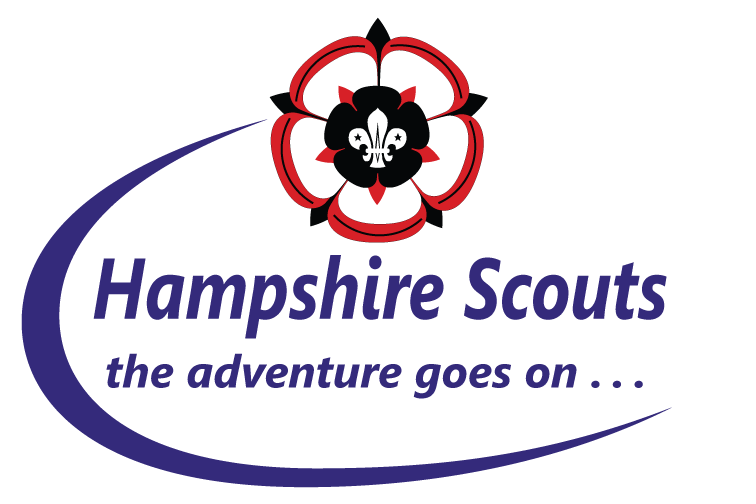 Hampshire Scouts
the adventure goes on . . .